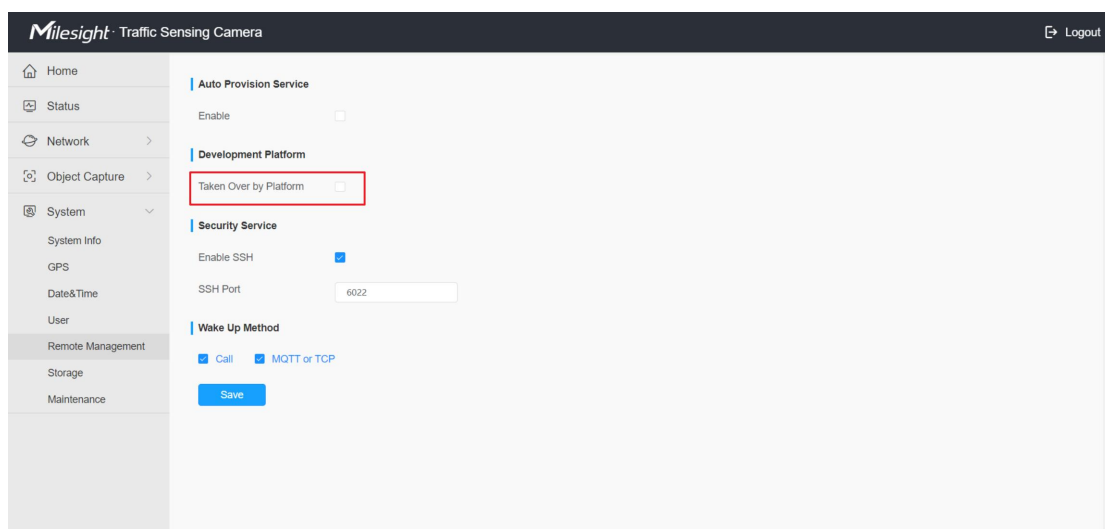 Milesight · Traffic Sensing Camera
Logout
Home
Status
Network
Object Capture
System
System Info
GPS
Date&Time
User
Remote Management
Storage
Maintenance
Auto Provision Service
Enable
Development Platform
Taken Over by Platform
Security Service
Enable SSH
SSH Port 6022
Wake Up Method
Call MQTT or TCP
Save